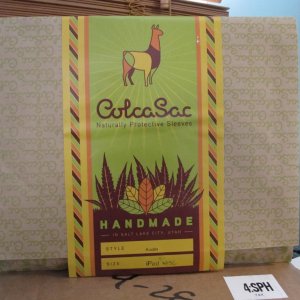 ColcaSac
Naturally Protective Sleeves
HANDMADE
IN SALT LAKE CITY, UTAH
STYLE
SIZE
iPad
4:SPH